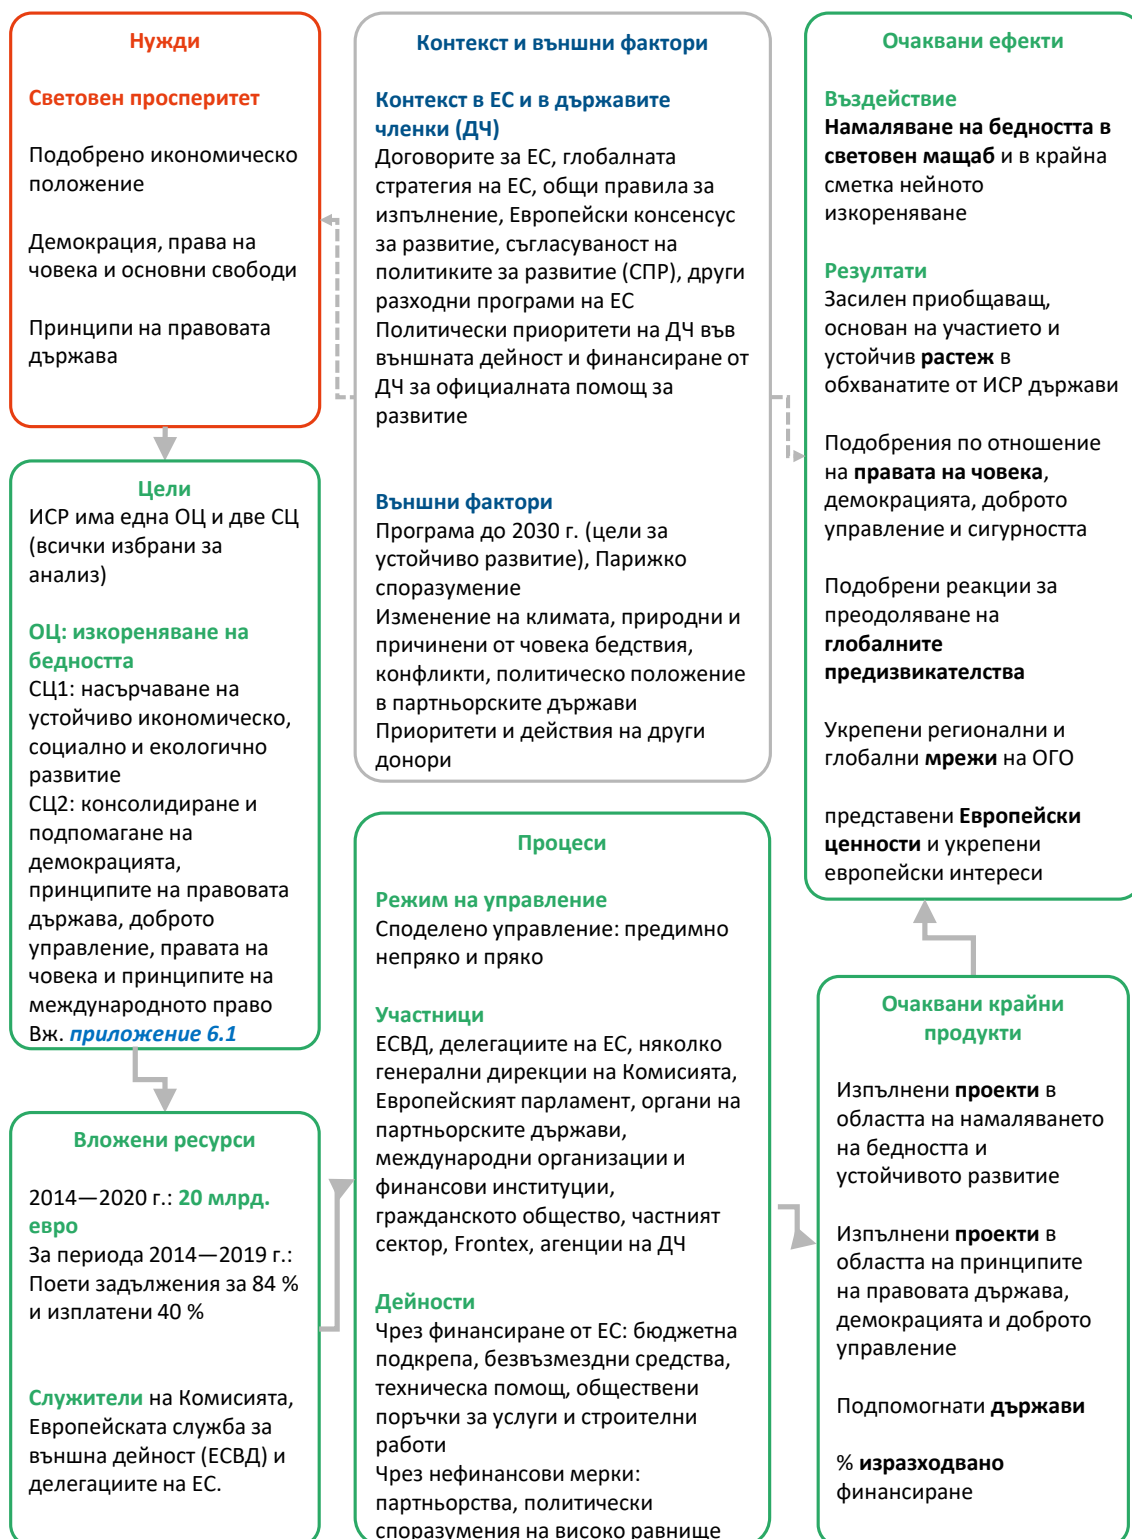 Нужди
Световен просперитет
Подобрено икономическо
положение
Демокрация, права на
човека и основни свободи
Принципи на правовата
държава
Цели
ИСР има една ОЦ и две СЦ
(всички избрани за
анализ)
ОЦ: изкореняване на
бедността
СЦ1: насърчаване на
устойчиво икономическо,
социално и екологично
развитие
СЦ2: консолидиране и
подпомагане на
демокрацията,
принципите на правовата
държава, доброто
управление, правата на
човека и принципите на
международното право
Вж. приложение 6.1
Вложени ресурси
2014—2020 г.: 20 млрд.
евро
За периода 2014—2019 г.:
Поети задължения за 84 %
и изплатени 40 %
Служители на Комисията,
Европейската служба за
външна дейност (ЕСВД) и
делегациите на ЕС.
Контекст и външни фактори
Контекст в ЕС и в държавите
членки (ДЧ)
Договорите за ЕС, глобалната
стратегия на ЕС, общи правила за
изпълнение, Европейски консенсус
за развитие, съгласуваност на
политиките за развитие (СПР), други
разходни програми на ЕС
Политически приоритети на ДЧ във
външната дейност и финансиране от
ДЧ за официалната помощ за
развитие
Външни фактори
Програма до 2030 г. (цели за
устойчиво развитие), Парижко
споразумение
Изменение на климата, природни и
причинени от човека бедствия,
конфликти, политическо положение
в партньорските държави
Приоритети и действия на други
донори
Процеси
Режим на управление
Споделено управление: предимно
непряко и пряко
Участници
ЕСВД, делегациите на ЕС, няколко
генерални дирекции на Комисията,
Европейският парламент, органи на
партньорските държави,
международни организации и
финансови институции,
гражданското общество, частният
сектор, Frontex, агенции на ДЧ
Дейности
Чрез финансиране от ЕС: бюджетна
подкрепа, безвъзмездни средства,
техническа помощ, обществени
поръчки за услуги и строителни
работи
Чрез нефинансови мерки:
партньорства, политически
споразумения на високо равнище
Очаквани ефекти
Въздействие
Намаляване на бедността в
световен мащаб и в крайна
сметка нейното
изкореняване
Резултати
Засилен приобщаващ,
основан на участието и
устойчив растеж в
обхванатите от ИСР държави
Подобрения по отношение
на правата на човека,
демокрацията, доброто
управление и сигурността
Подобрени реакции за
преодоляване на
глобалните
предизвикателства
Укрепени регионални и
глобални мрежи на ОГО
представени Европейски
ценности и укрепени
европейски интереси
Очаквани крайни
продукти
Изпълнени проекти в
областта на намаляването
на бедността и
устойчивото развитие
Изпълнени проекти в
областта на принципите
на правовата държава,
демокрацията и доброто
управление
Подпомогнати държави
% изразходвано
финансиране